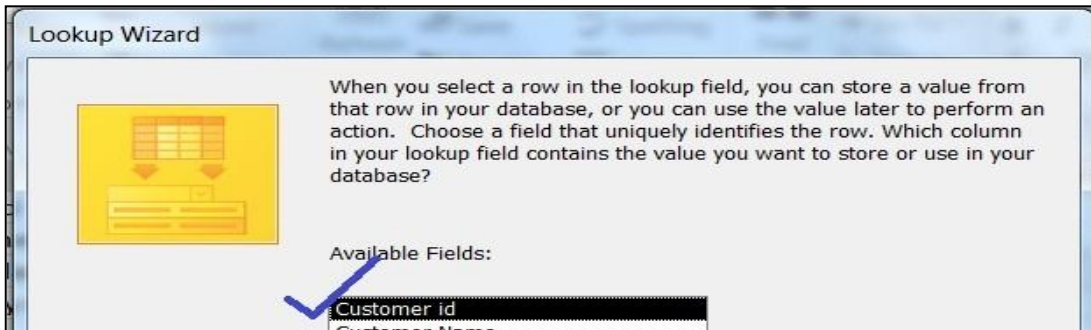 Lookup Wizard
When you select a row in the lookup field, you can store a value from
that row in your database, or you can use the value later to perform an
action. Choose a field that uniquely identifies the row. Which column
in your lookup field contains the value you want to store or use in your
database?
Available Fields:
Customer id
Customer Name